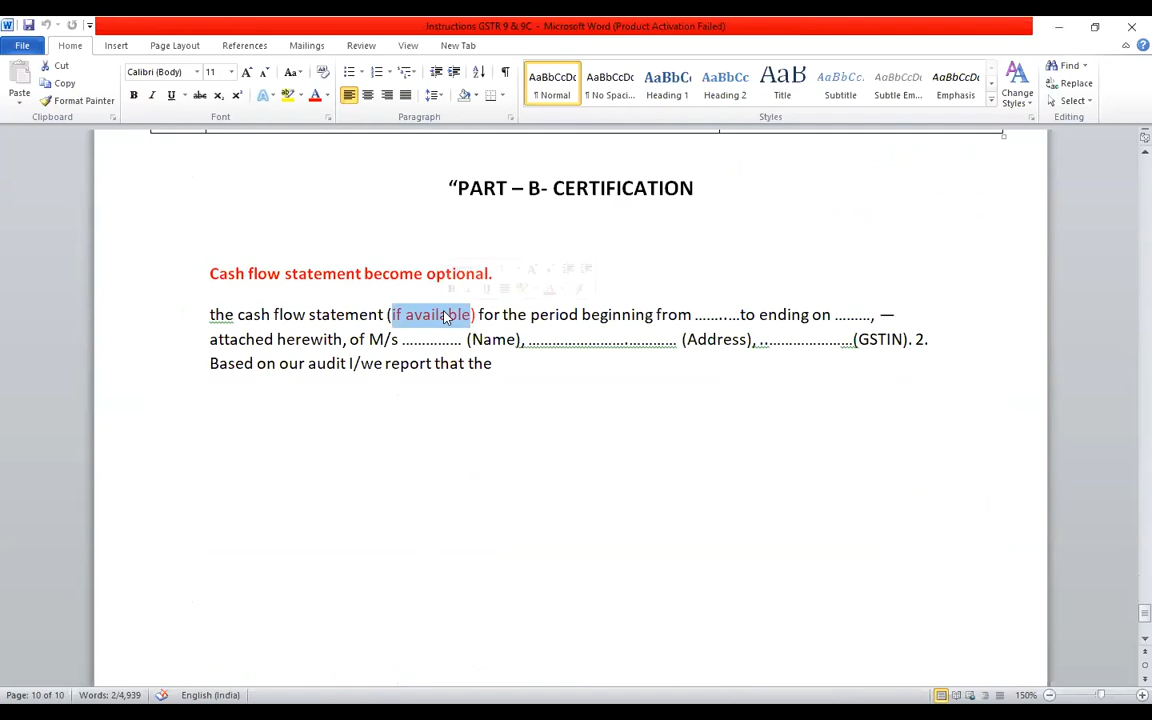 Instructions GSTR 9 & 9C - Microsoft Word (Product Activation Failed)
File Home Insert Page Layout References Mailings Review View New Tab
Paste
Cut
Copy
Format Painter
Clipboard
Calibri (Body) 11
Font
Paragraph
AaBbCcDc AaBbCcDc AaBbC AaBbCc AaB AaBbCc. AaBbCcDc AaBbCcDc
¶ Normal ¶ No Spaci... Heading 1 Heading 2 Title Subtitle Subtle Em... Emphasis
Styles
Change Styles
Find
Replace
Select
Editing
“PART – B- CERTIFICATION
Cash flow statement become optional.
the cash flow statement (if available) for the period beginning from ……..…to ending on ………, —
attached herewith, of M/s …………… (Name), …………………….………… (Address), ..…………………(GSTIN). 2.
Based on our audit I/we report that the
Page: 10 of 10 Words: 2/4,939 English (India) 150%